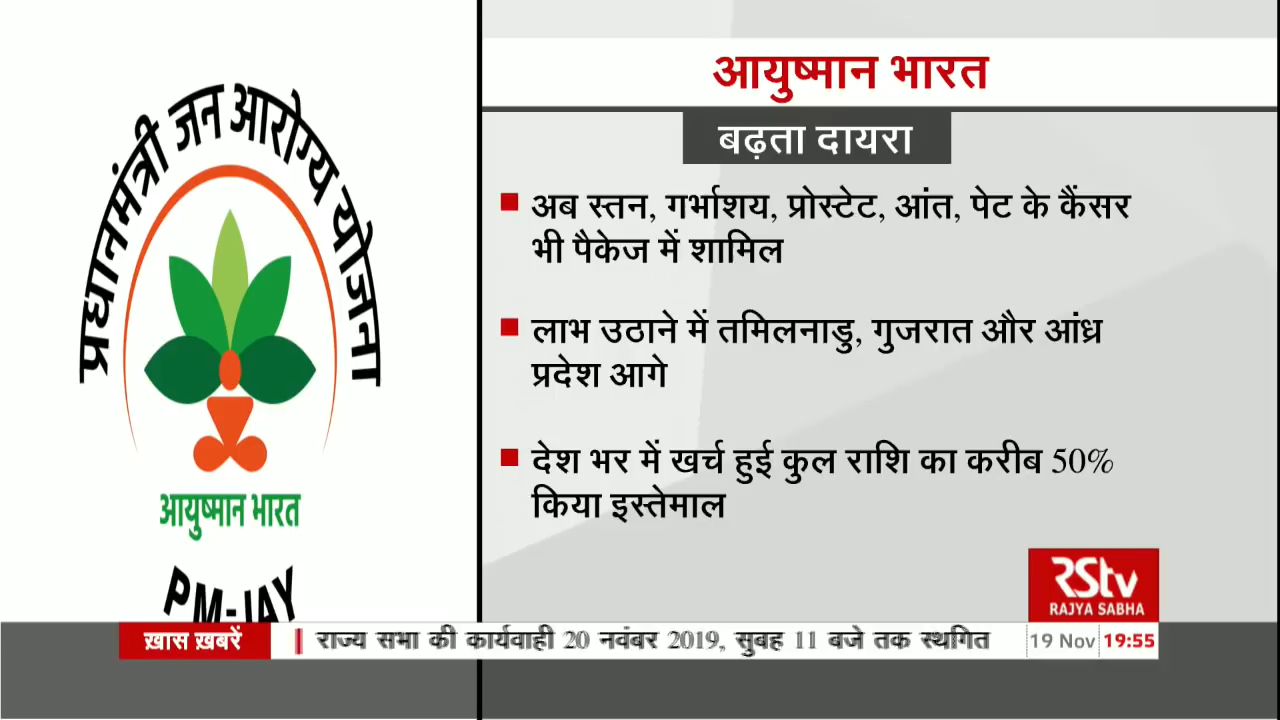 प्रधानमंत्री जन आरोग्य योजना
आयुष्मान भारत
PM-JAY
आयुष्मान भारत
बढ़ता दायरा
अब स्तन, गर्भाशय, प्रोस्टेट, आंत, पेट के कैंसर
भी पैकेज में शामिल
लाभ उठाने में तमिलनाडु, गुजरात और आंध्र
प्रदेश आगे
देश भर में खर्च हुई कुल राशि का करीब 50%
किया इस्तेमाल
RStv
RAJYA SABHA
ख़ास ख़बरें
राज्य सभा की कार्यवाही 20 नवंबर 2019, सुबह 11 बजे तक स्थगित
19 Nov 19:55